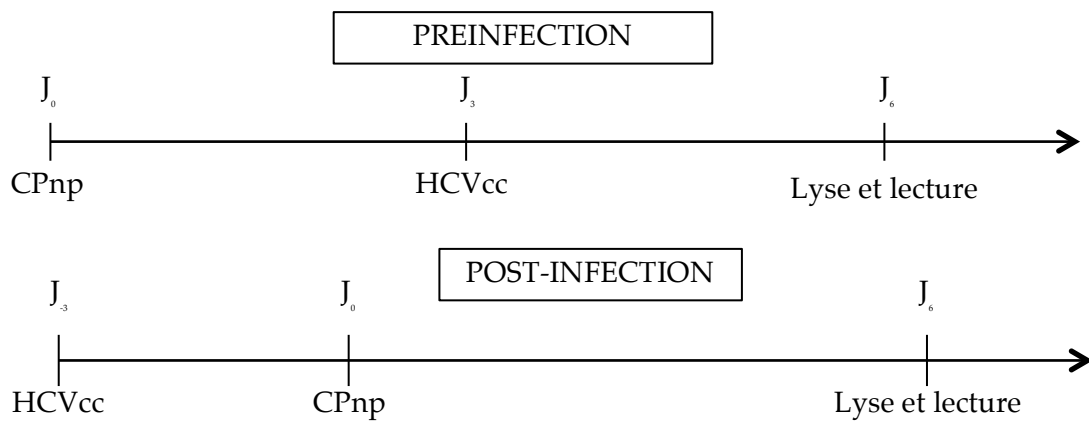 PREINFECTION
J₀ J₃ J₆
CPnp HCVcc Lyse et lecture
POST-INFECTION
J₋₃ J₀ J₆
HCVcc CPnp Lyse et lecture